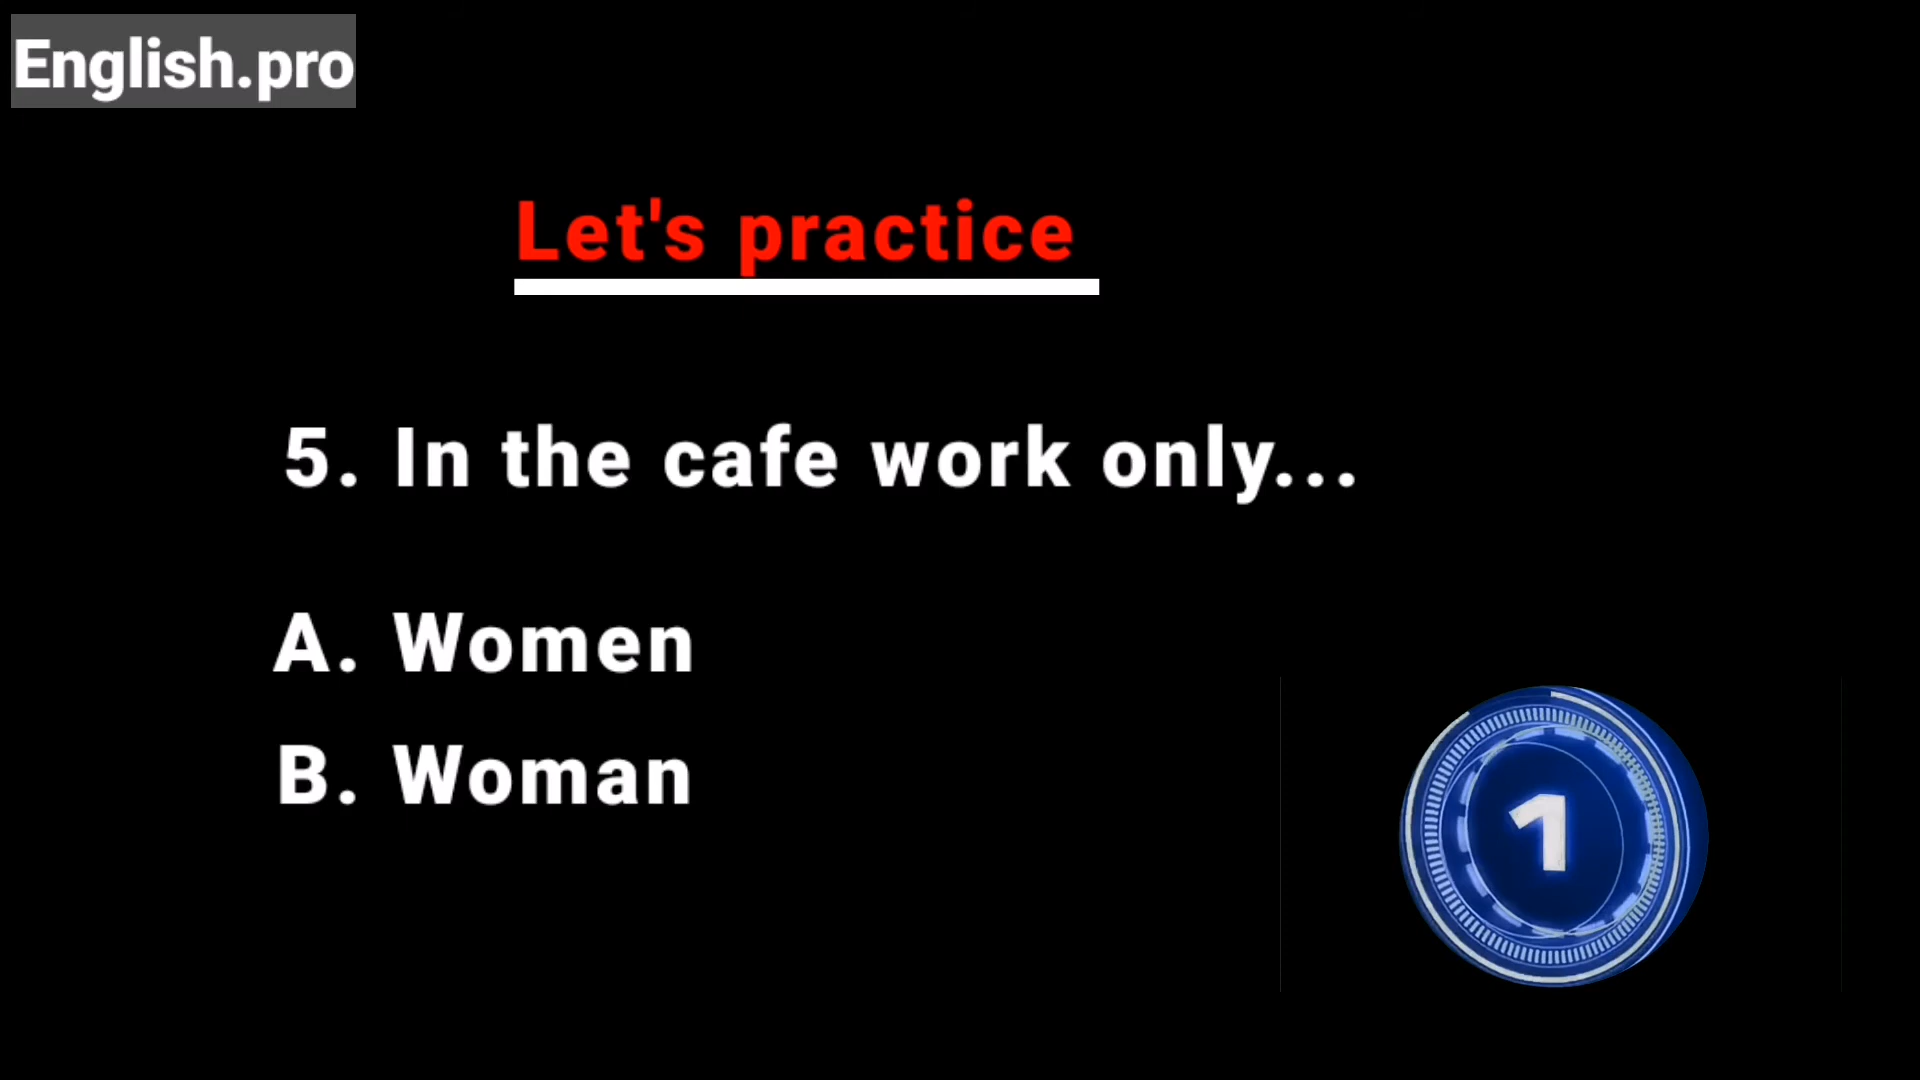 English.pro
Let's practice
5. In the cafe work only...
A. Women
B. Woman
1